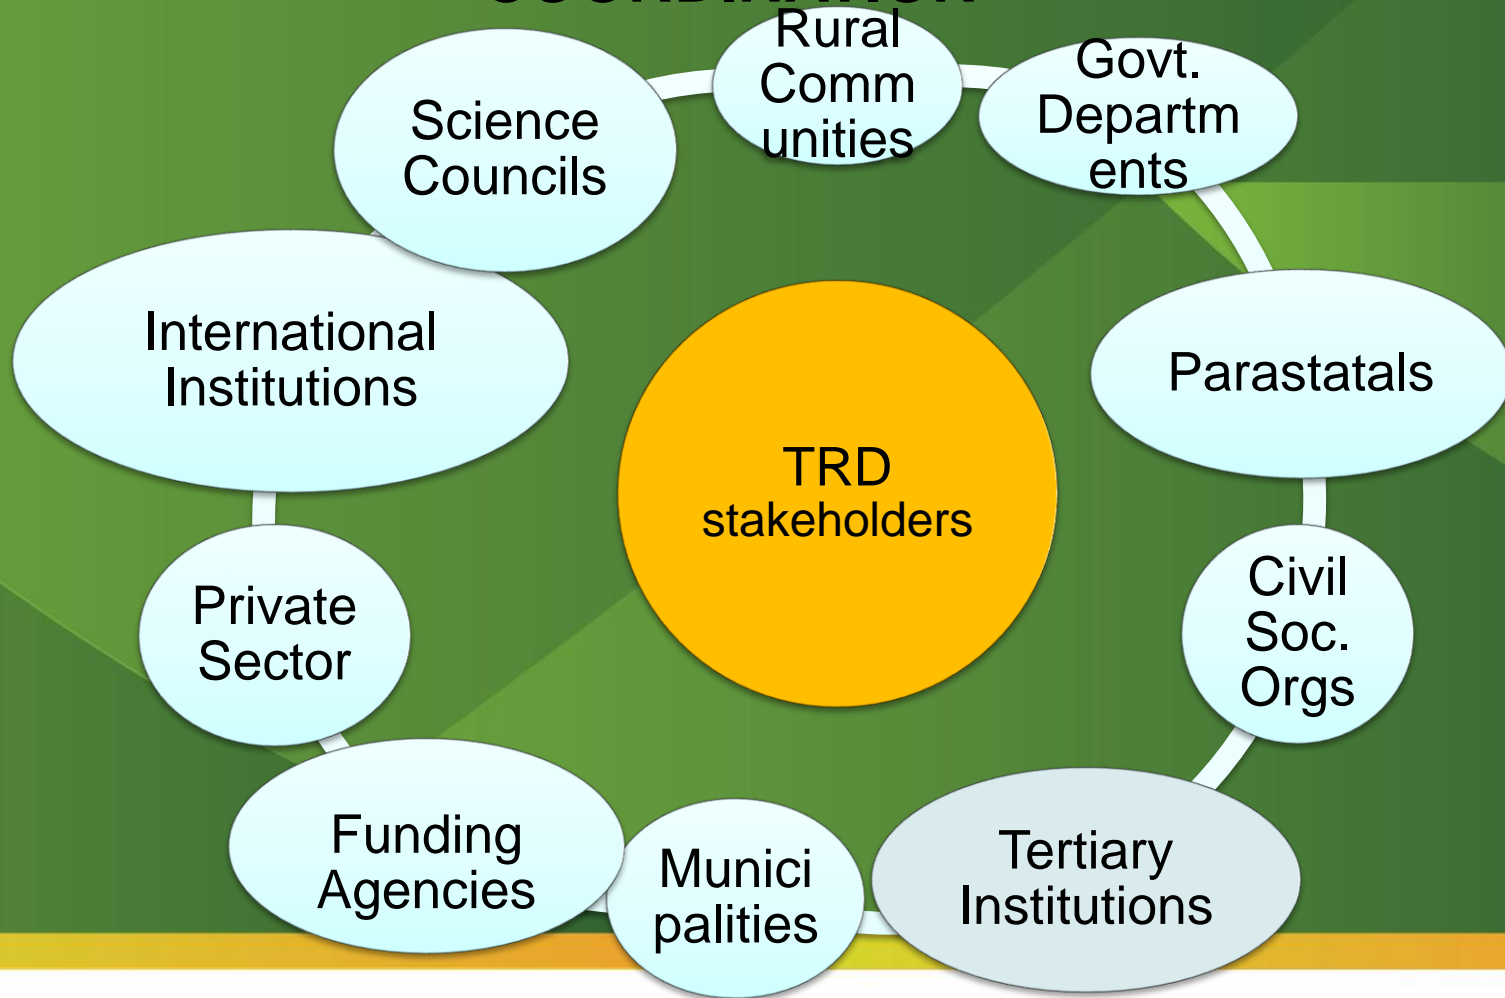 COORDINATION
Rural
Comm
unities
Govt.
Departm
ents
Science
Councils
International
Institutions
Parastatals
TRD
stakeholders
Civil
Soc.
Orgs
Private
Sector
Funding
Agencies
Munici
palities
Tertiary
Institutions